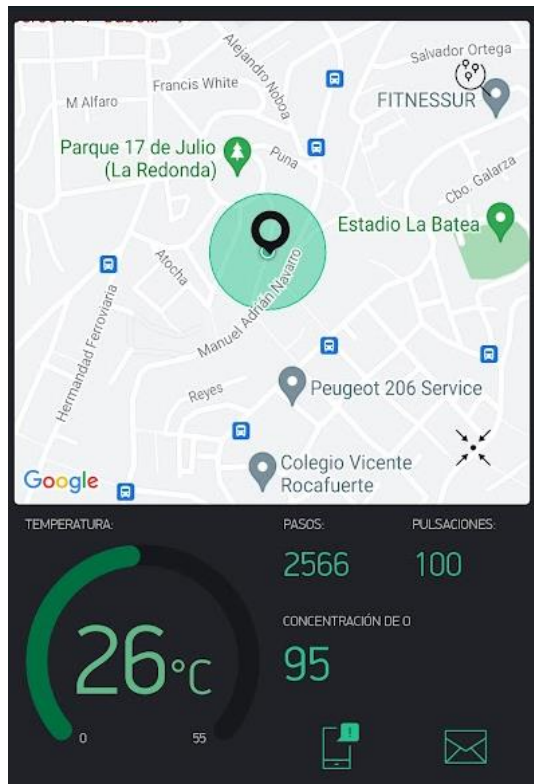 Salvador Ortega
Alejandro Noboa
Francis White
FITNESSUR
M Alfaro
Parque 17 de Julio
(La Redonda)
Puna
Cbo. Galarza
Estadio La Batea
Atocha
Manuel Adrián Navarro
Hermandad Ferroviaria
Peugeot 206 Service
Reyes
Colegio Vicente
Rocafuerte
Google
TEMPERATURA:
PASOS:
PULSACIONES:
2566
100
CONCENTRACIÓN DE O
95
26°C
0
55